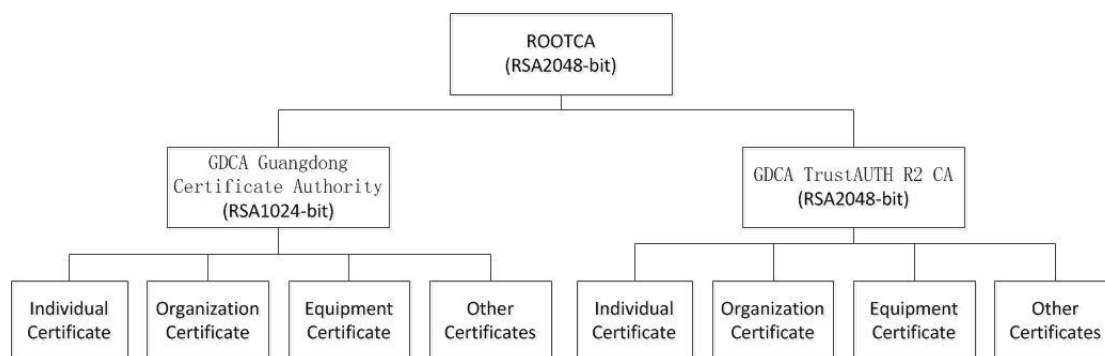 ROOTCA
(RSA2048-bit)
GDCA Guangdong
Certificate Authority
(RSA1024-bit)
GDCA TrustAUTH R2 CA
(RSA2048-bit)
Individual
Certificate
Organization
Certificate
Equipment
Certificate
Other
Certificates
Individual
Certificate
Organization
Certificate
Equipment
Certificate
Other
Certificates